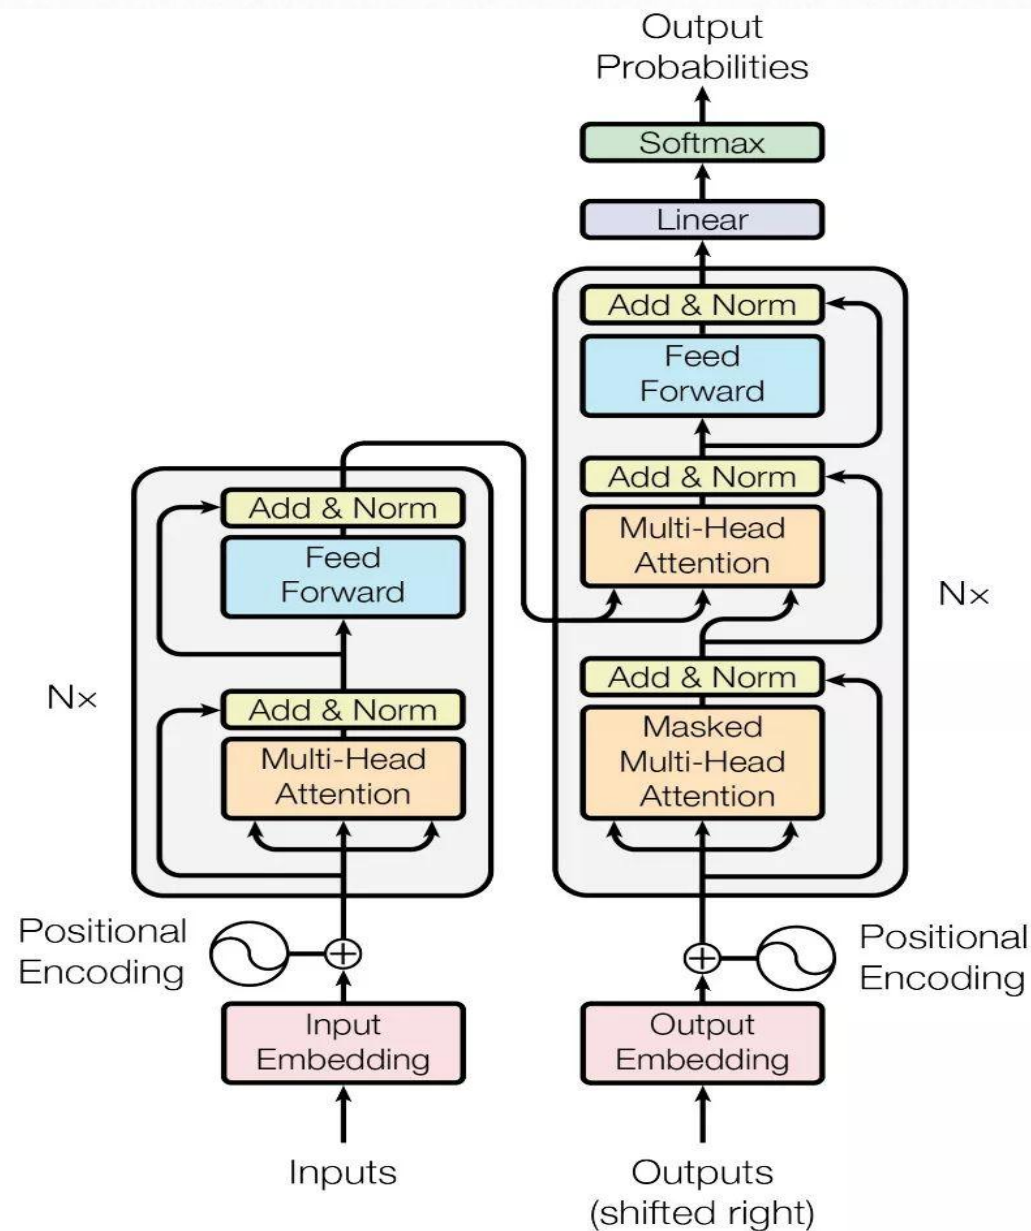 Output
Probabilities
Softmax
Linear
Add & Norm
Feed
Forward
Add & Norm
Multi-Head
Attention
Add & Norm
Masked
Multi-Head
Attention
Nx
Add & Norm
Feed
Forward
Add & Norm
Multi-Head
Attention
Nx
Positional
Encoding
Positional
Encoding
Input
Embedding
Output
Embedding
Inputs
Outputs
(shifted right)